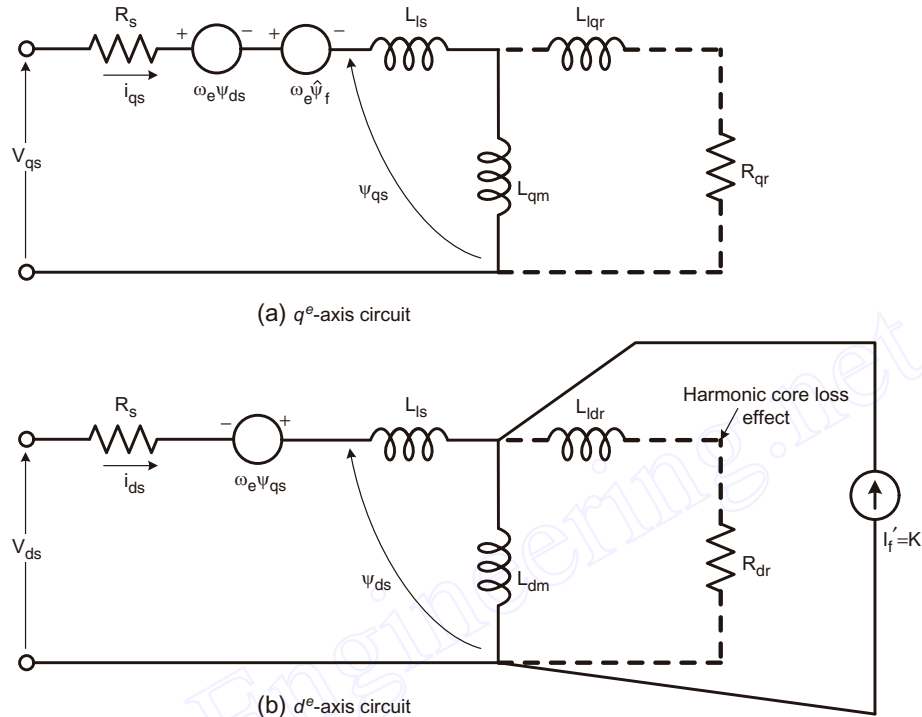 R_s
+ -
+ -
L_ls
L_lqr
i_qs
ω_eψ_ds
ω_eψ̂_f
V_qs
ψ_qs
L_qm
R_qr
(a) q^e-axis circuit
R_s
- +
L_ls
L_ldr
Harmonic core loss
effect
i_ds
ω_eψ_qs
V_ds
ψ_ds
L_dm
R_dr
I_f′=K
(b) d^e-axis circuit